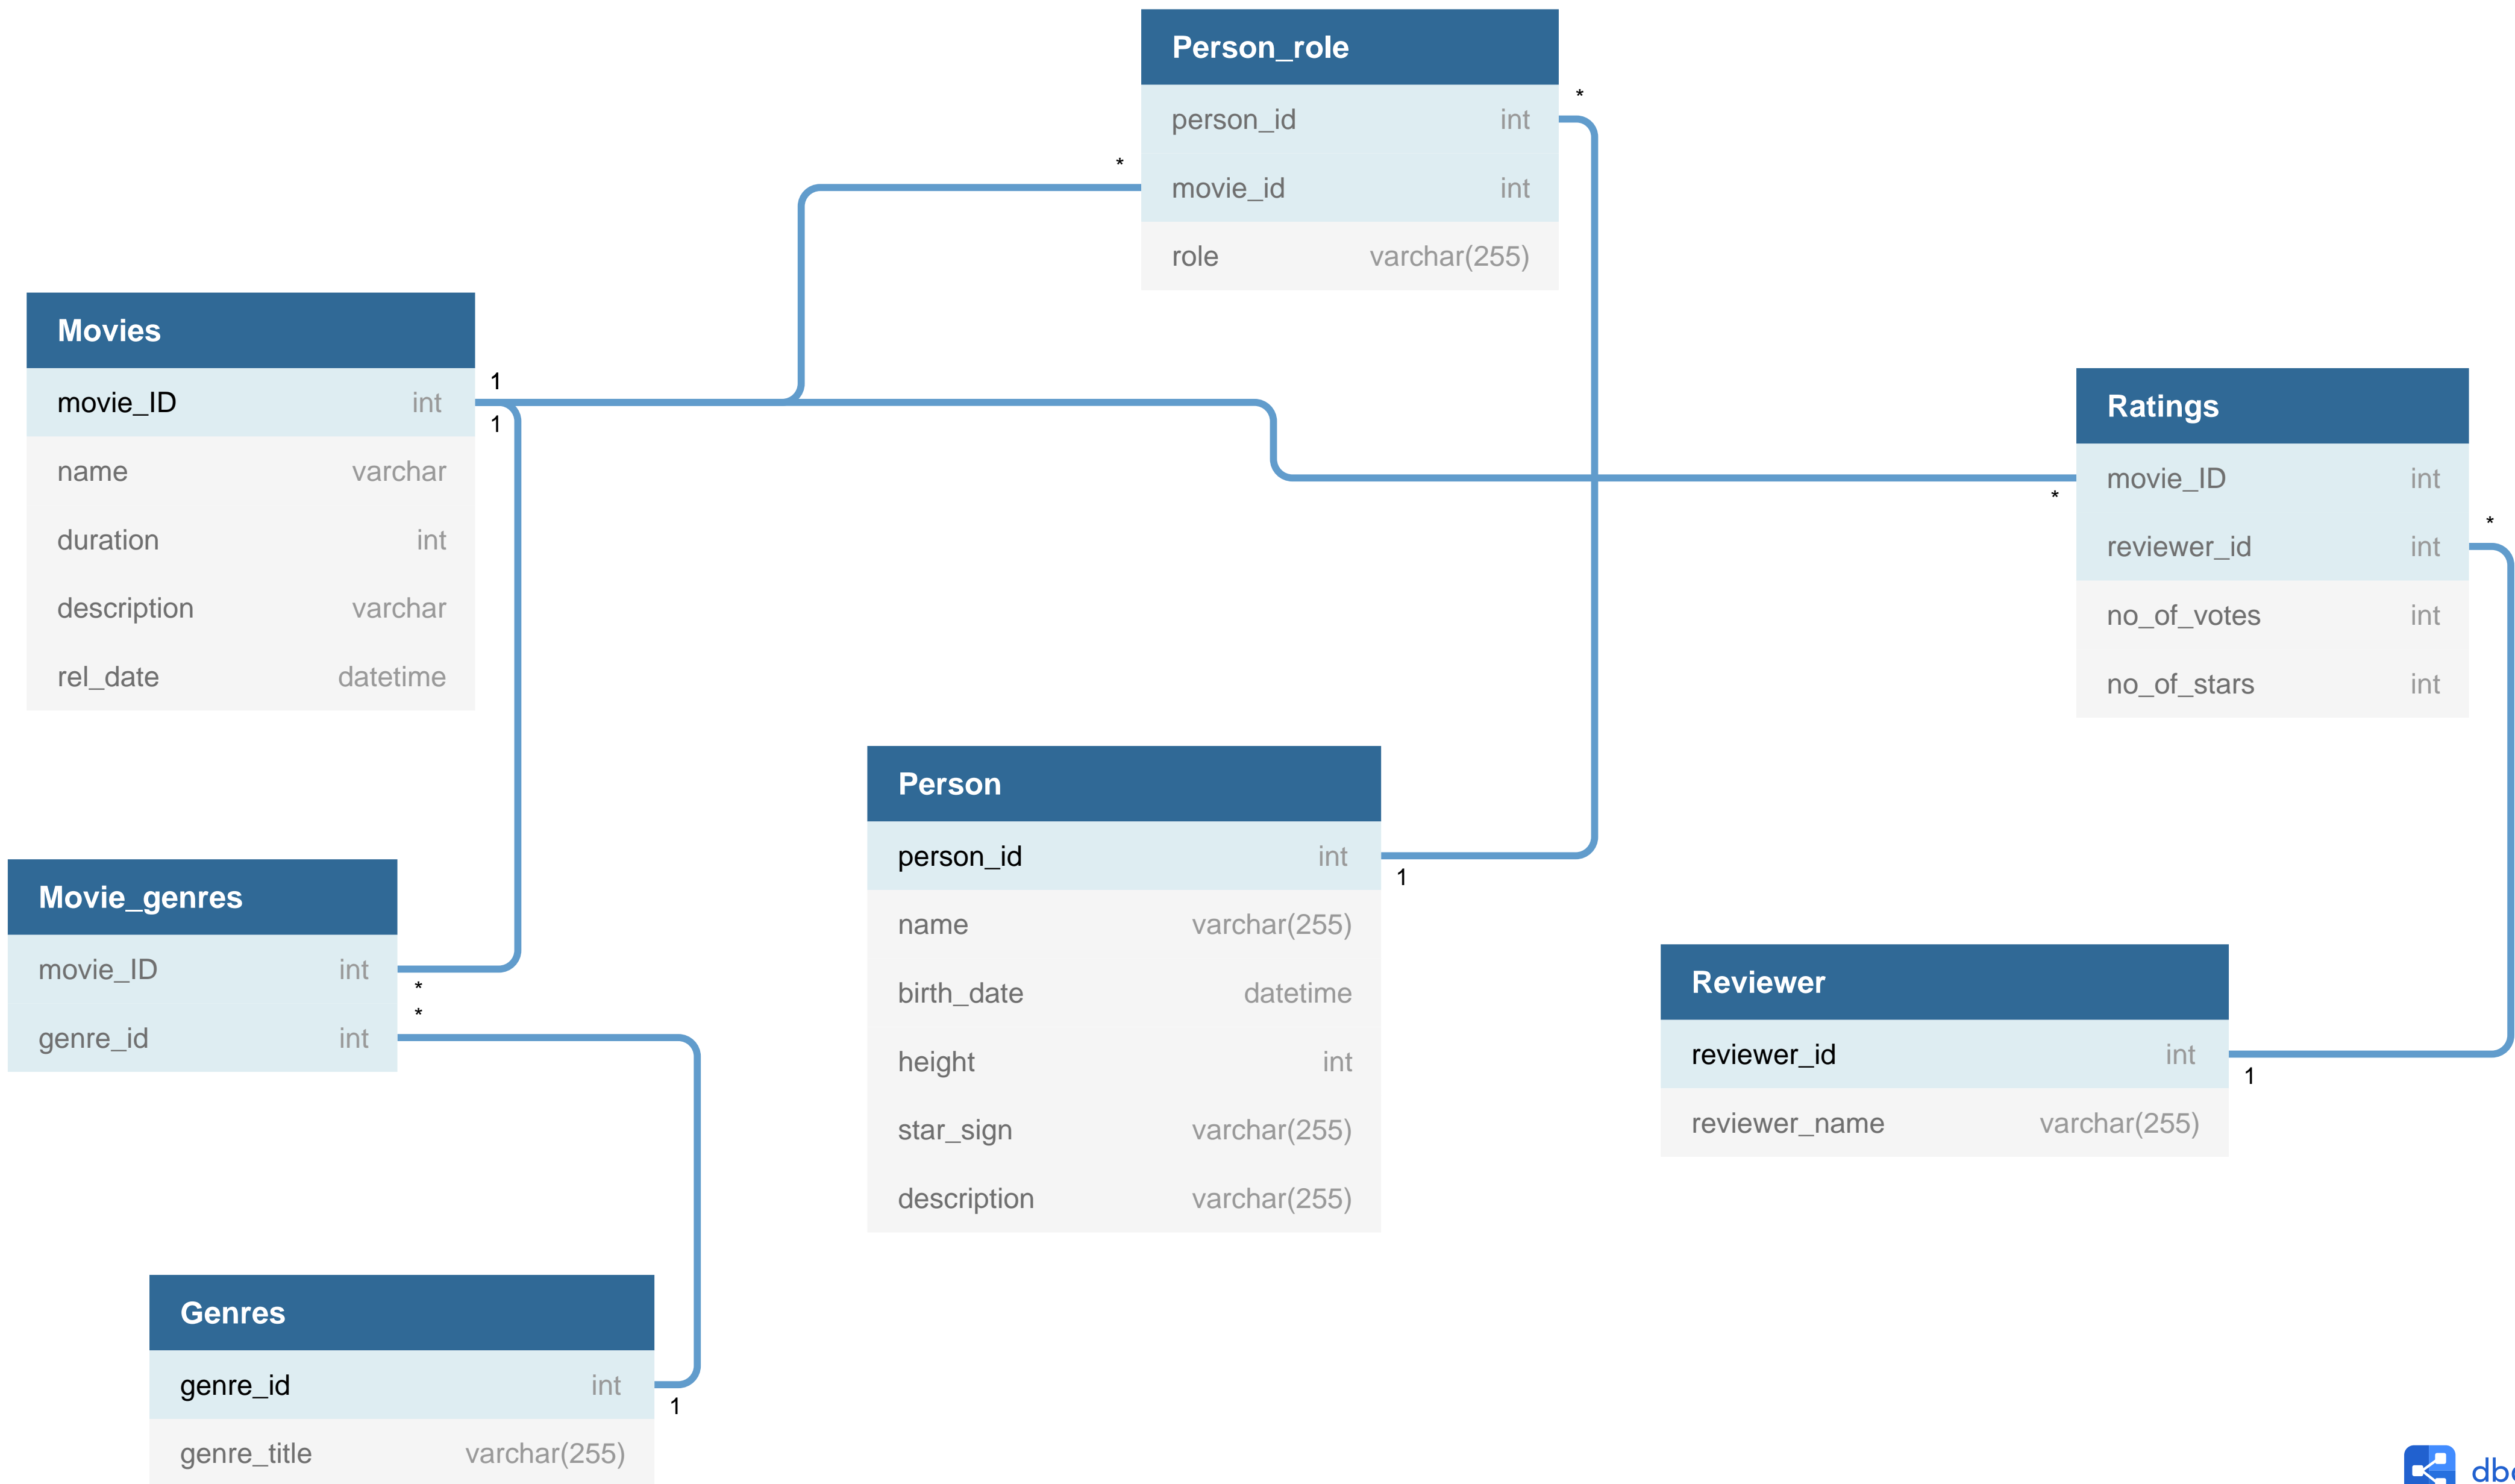 Person_role
person_id int
movie_id int
role varchar(255)
*
*
Movies
movie_ID int
name varchar
duration int
description varchar
rel_date datetime
1
1
Ratings
movie_ID int
reviewer_id int
no_of_votes int
no_of_stars int
*
*
Person
person_id int
name varchar(255)
birth_date datetime
height int
star_sign varchar(255)
description varchar(255)
1
Movie_genres
movie_ID int
genre_id int
*
*
Reviewer
reviewer_id int
reviewer_name varchar(255)
1
Genres
genre_id int
genre_title varchar(255)
1